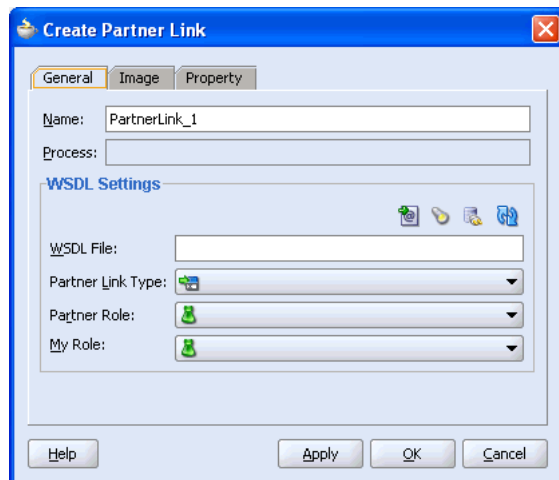 Create Partner Link
General Image Property
Name: PartnerLink_1
Process:
WSDL Settings
WSDL File:
Partner Link Type:
Partner Role:
My Role:
Help Apply OK Cancel